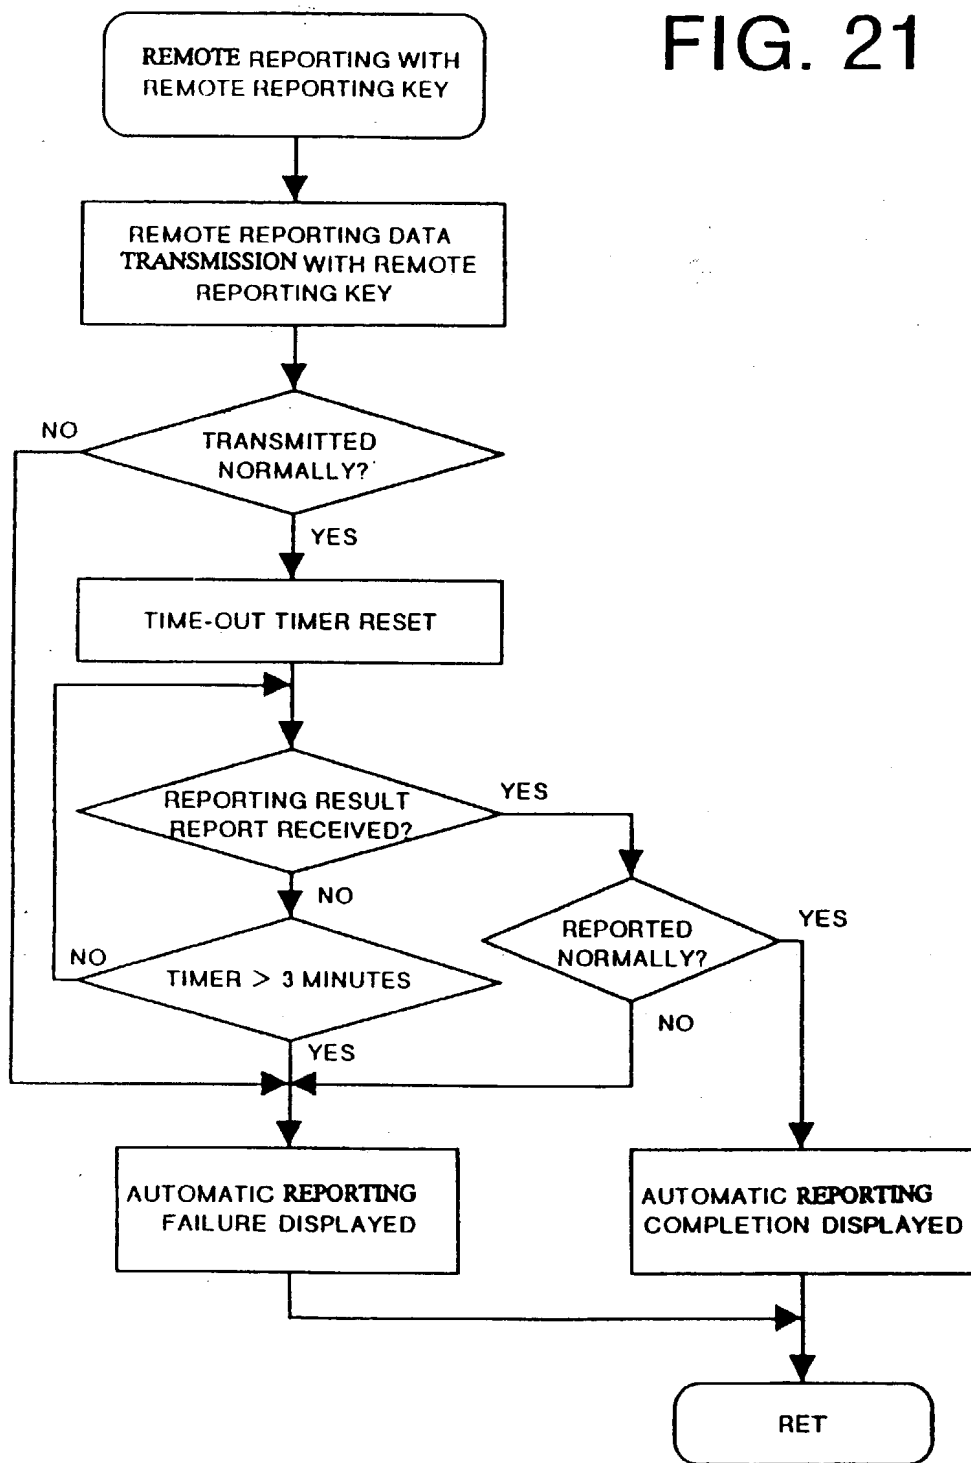 FIG. 21
REMOTE REPORTING WITH
REMOTE REPORTING KEY
REMOTE REPORTING DATA
TRANSMISSION WITH REMOTE
REPORTING KEY
NO
TRANSMITTED
NORMALLY?
YES
TIME-OUT TIMER RESET
REPORTING RESULT
REPORT RECEIVED?
YES
NO
REPORTED
NORMALLY?
YES
NO
TIMER > 3 MINUTES
NO
YES
AUTOMATIC REPORTING
FAILURE DISPLAYED
AUTOMATIC REPORTING
COMPLETION DISPLAYED
RET